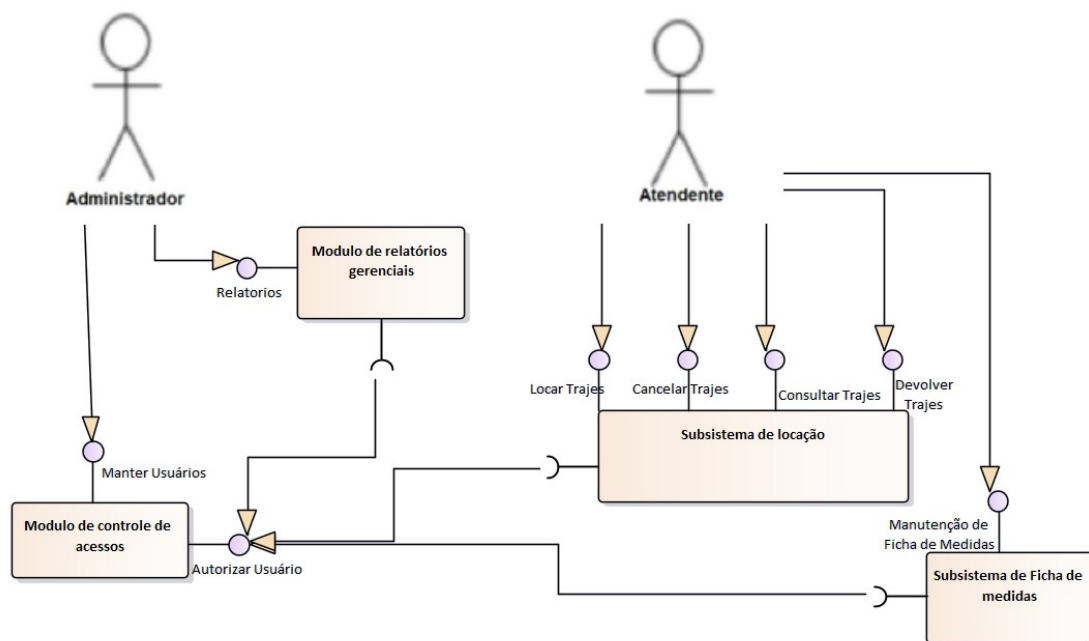 Administrador
Atendente
Modulo de relatórios
gerenciais
Relatorios
Locar Trajes
Cancelar Trajes
Consultar Trajes
Devolver
Trajes
Subsistema de locação
Manter Usuários
Modulo de controle de
acessos
Autorizar Usuário
Manutenção de
Ficha de Medidas
Subsistema de Ficha de
medidas